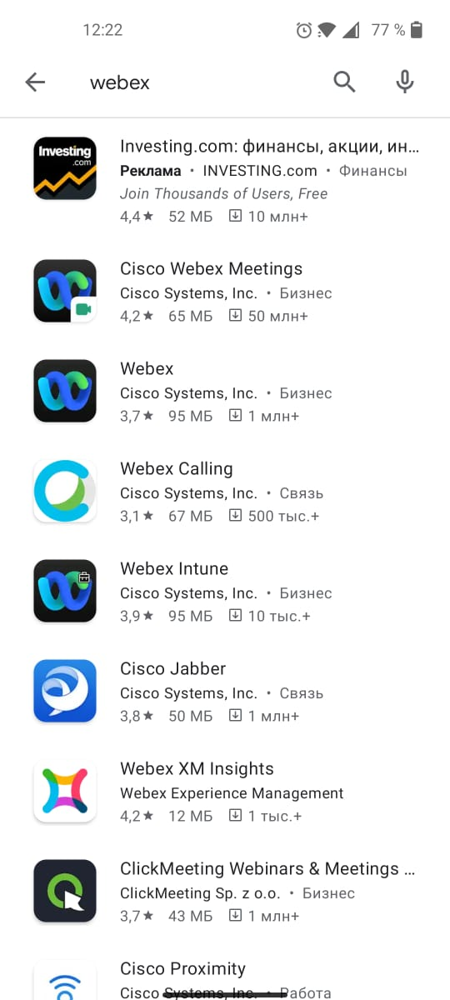 12:22
77 %
webex
Investing.com: финансы, акции, ин...
Investing
.com
Реклама • INVESTING.com • Финансы
Join Thousands of Users, Free
4,4★ 52 МБ 10 млн+
Cisco Webex Meetings
Cisco Systems, Inc. • Бизнес
4,2★ 65 МБ 50 млн+
Webex
Cisco Systems, Inc. • Бизнес
3,7★ 95 МБ 1 млн+
Webex Calling
Cisco Systems, Inc. • Связь
3,1★ 67 МБ 500 тыс.+
Webex Intune
Cisco Systems, Inc. • Бизнес
3,9★ 95 МБ 10 тыс.+
Cisco Jabber
Cisco Systems, Inc. • Связь
3,8★ 50 МБ 1 млн+
Webex XM Insights
Webex Experience Management
4,2★ 12 МБ 1 тыс.+
ClickMeeting Webinars & Meetings ...
ClickMeeting Sp. z o.o. • Бизнес
3,7★ 43 МБ 1 млн+
Cisco Proximity
Cisco Systems, Inc. • Работа